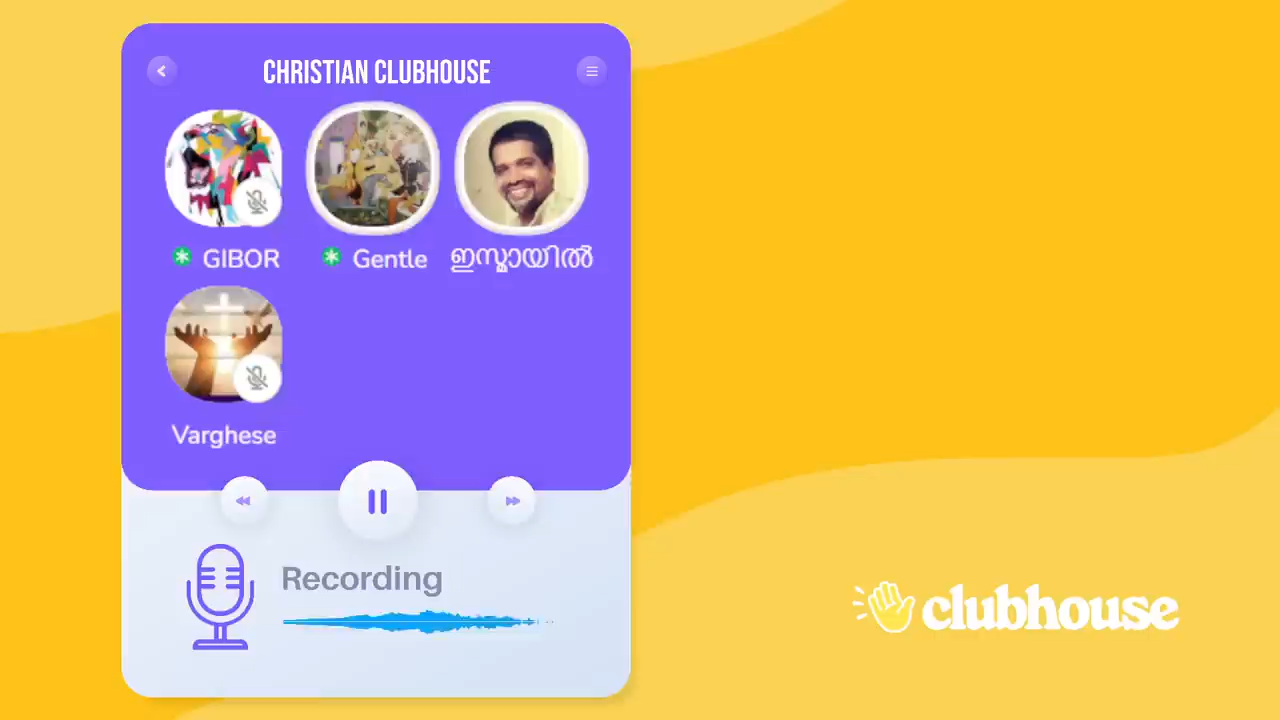 CHRISTIAN CLUBHOUSE
GIBOR
Gentle
ഇസ്മായിൽ
Varghese
Recording
clubhouse